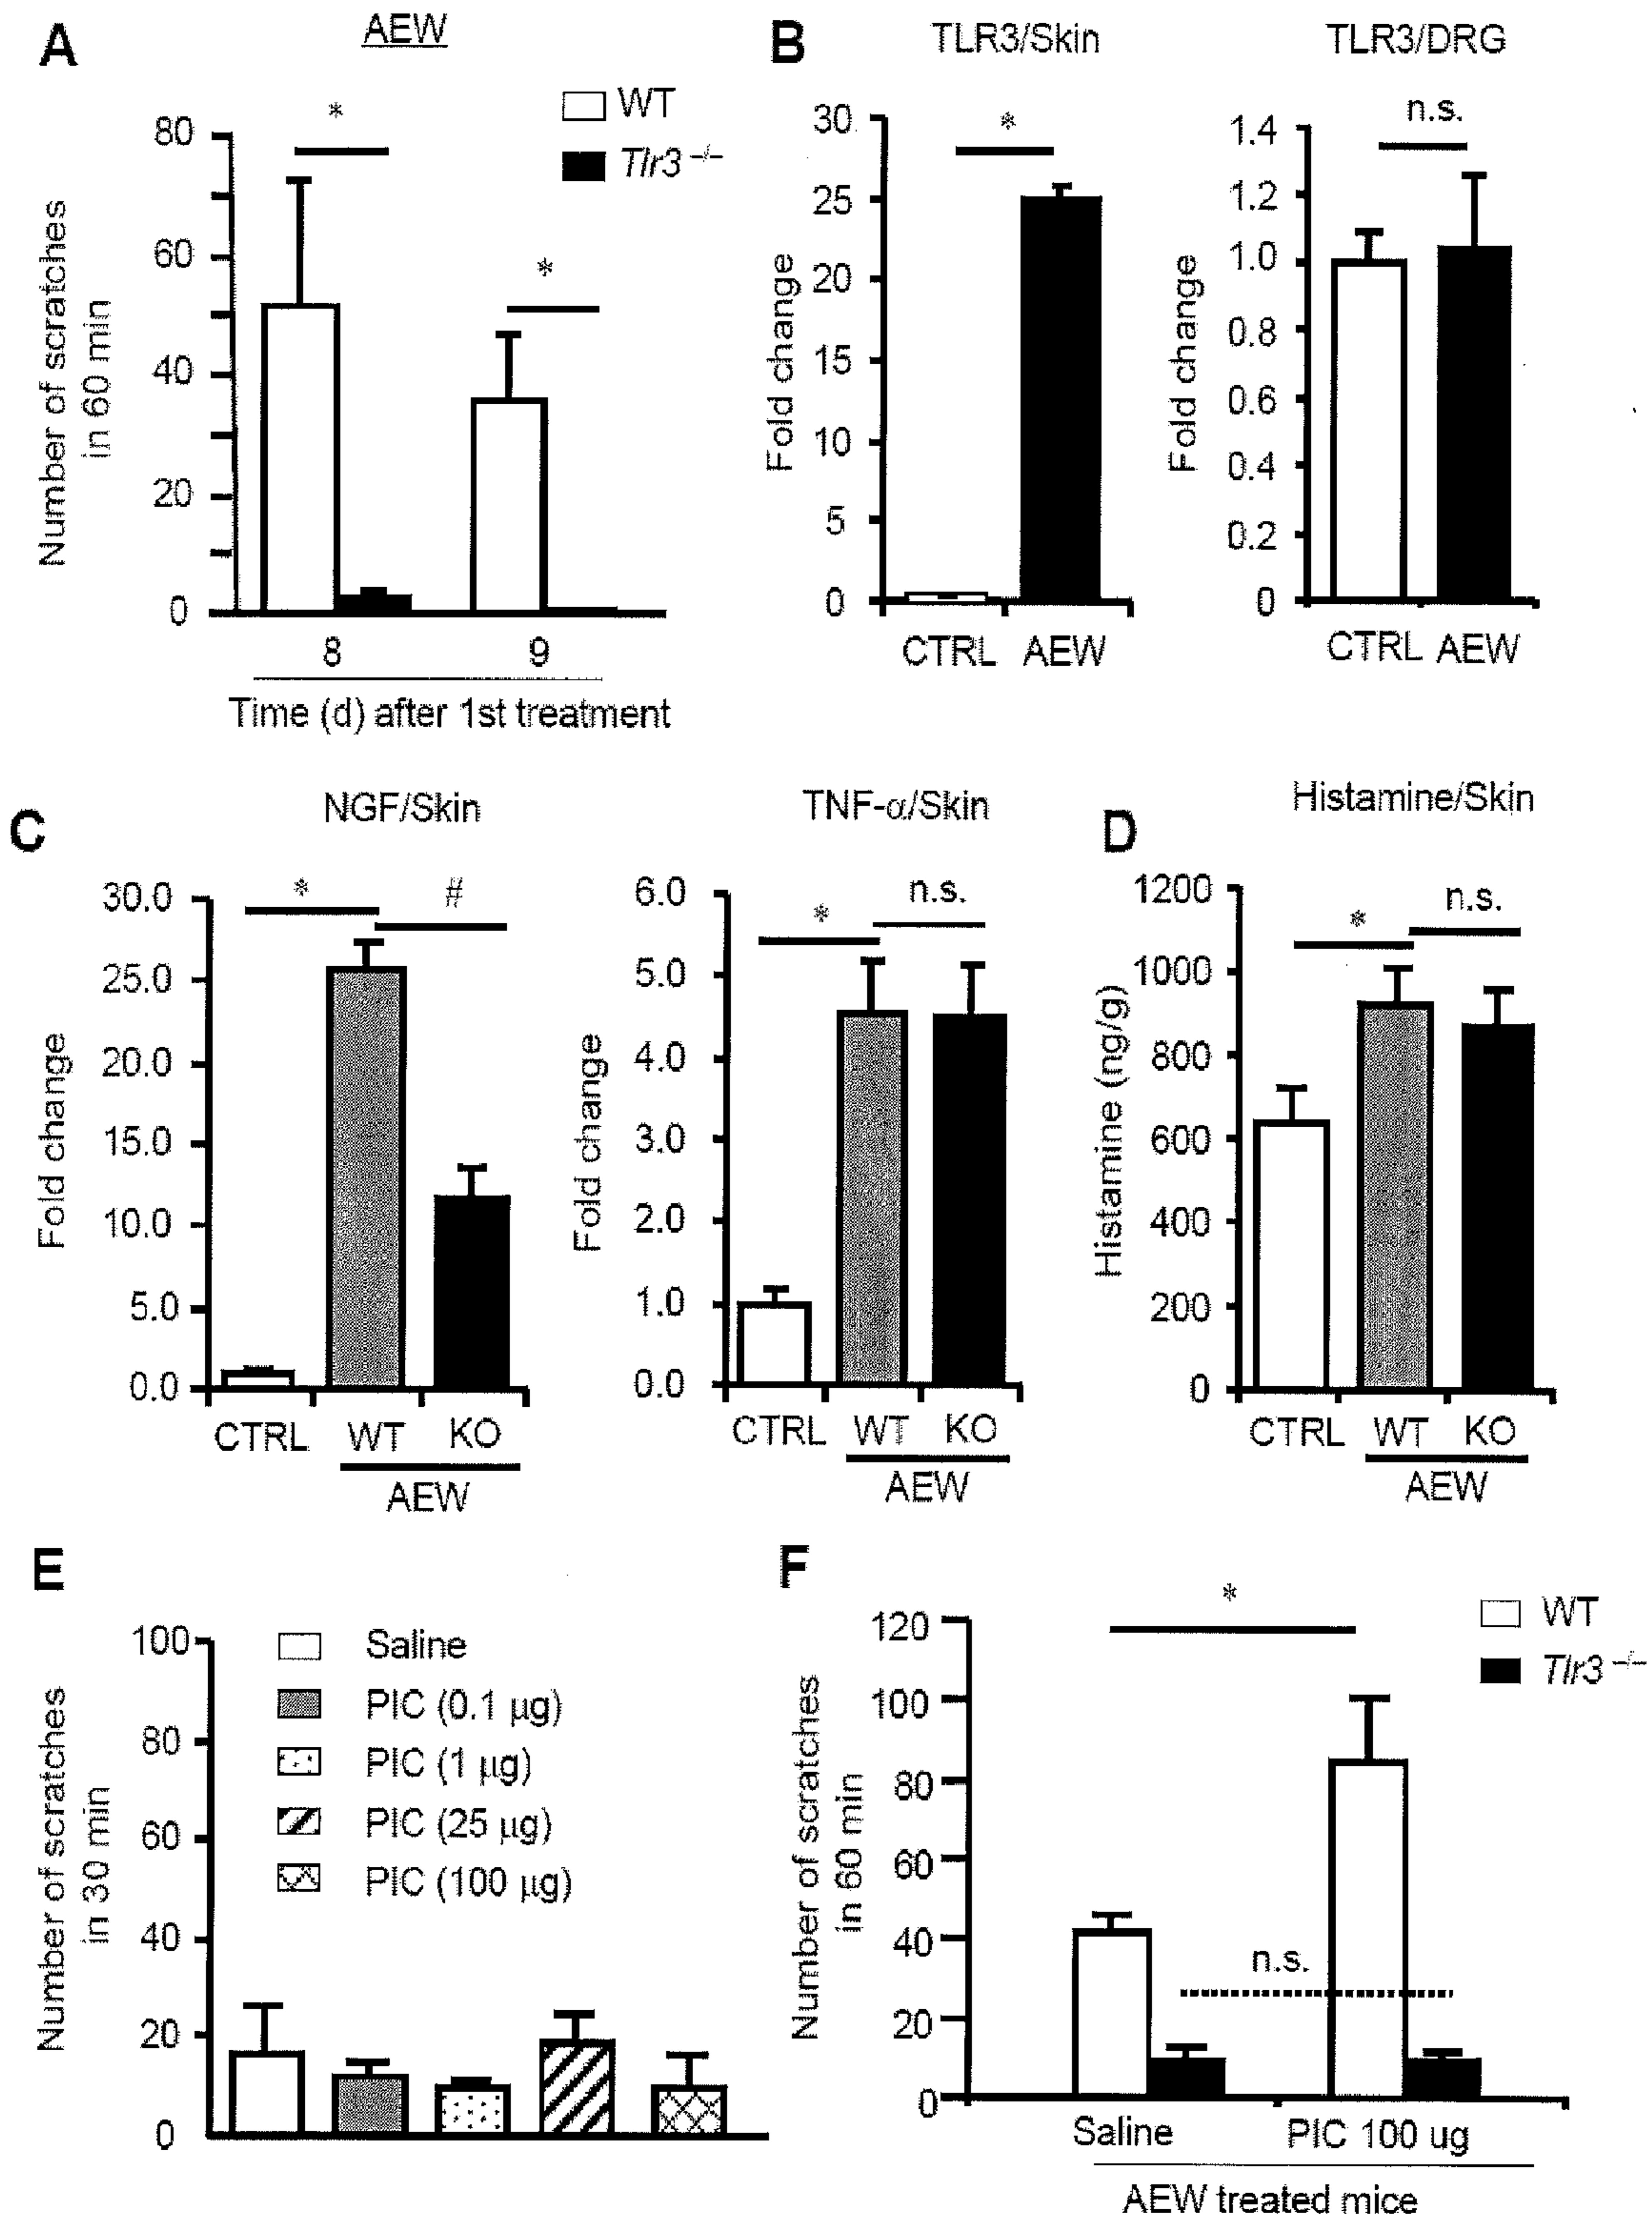 A
AEW
WT
Tlr3 -/-
*
*
80
60
40
20
0
Number of scratches
in 60 min
8
9
Time (d) after 1st treatment
B
TLR3/Skin
*
30
25
20
15
10
5
0
Fold change
CTRL AEW
TLR3/DRG
n.s.
1.4
1.2
1.0
0.8
0.6
0.4
0.2
0
Fold change
CTRL AEW
C
NGF/Skin
*
#
30.0
25.0
20.0
15.0
10.0
5.0
0.0
Fold change
CTRL WT KO
AEW
TNF-α/Skin
*
n.s.
6.0
5.0
4.0
3.0
2.0
1.0
0.0
Fold change
CTRL WT KO
AEW
D
Histamine/Skin
*
n.s.
1200
1000
800
600
400
200
0
Histamine (ng/g)
CTRL WT KO
AEW
E
100
80
60
40
20
0
Number of scratches
in 30 min
Saline
PIC (0.1 μg)
PIC (1 μg)
PIC (25 μg)
PIC (100 μg)
F
*
WT
Tlr3 -/-
120
100
80
60
40
20
0
Number of scratches
in 60 min
n.s.
Saline
PIC 100 ug
AEW treated mice